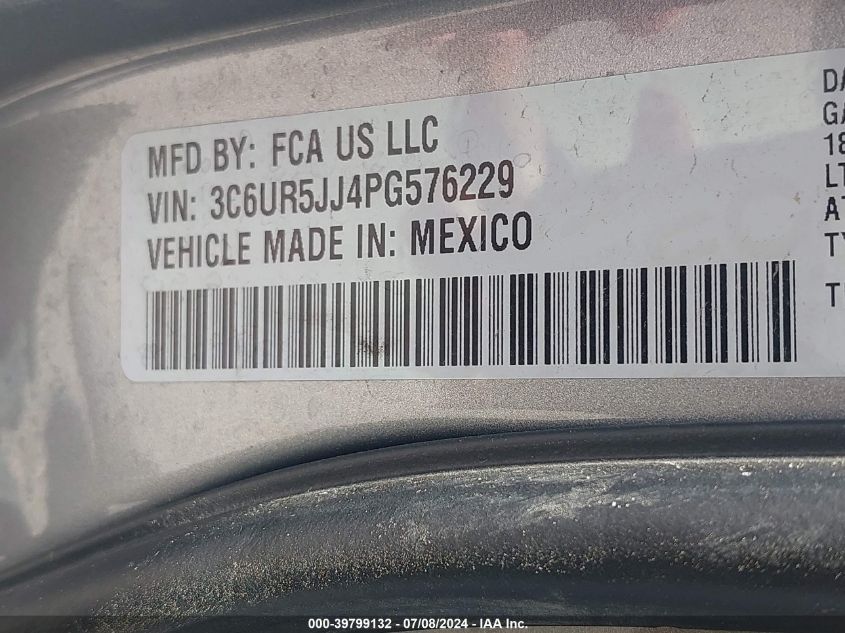 MFD BY: FCA US LLC
VIN: 3C6UR5JJ4PG576229
VEHICLE MADE IN: MEXICO
000-39799132 - 07/08/2024 - IAA Inc.